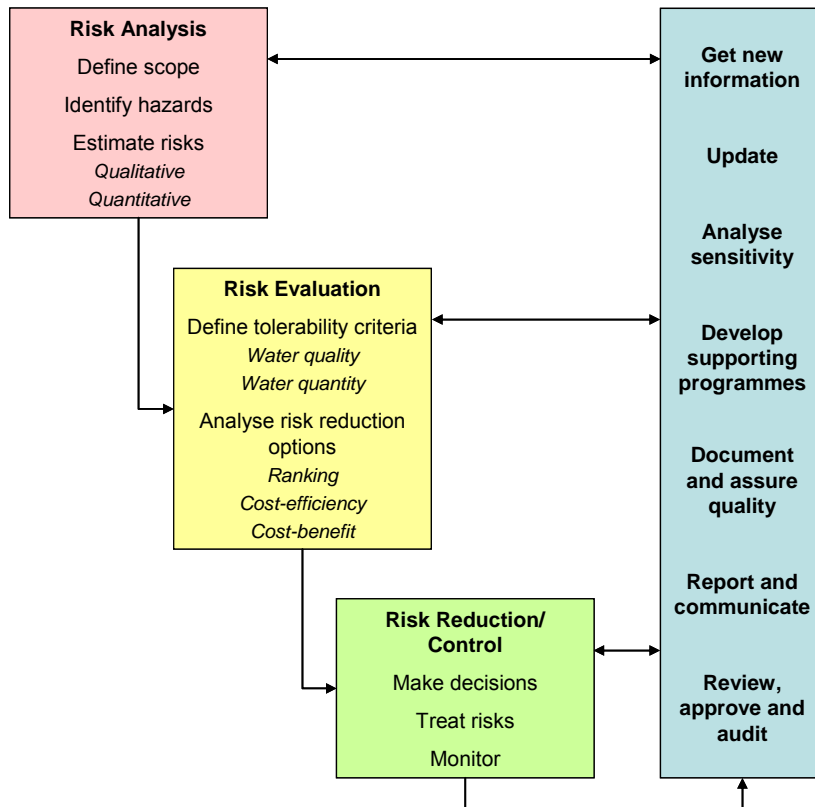 Risk Analysis
Define scope
Identify hazards
Estimate risks
Qualitative
Quantitative
Risk Evaluation
Define tolerability criteria
Water quality
Water quantity
Analyse risk reduction
options
Ranking
Cost-efficiency
Cost-benefit
Risk Reduction/
Control
Make decisions
Treat risks
Monitor
Get new
information
Update
Analyse
sensitivity
Develop
supporting
programmes
Document
and assure
quality
Report and
communicate
Review,
approve and
audit